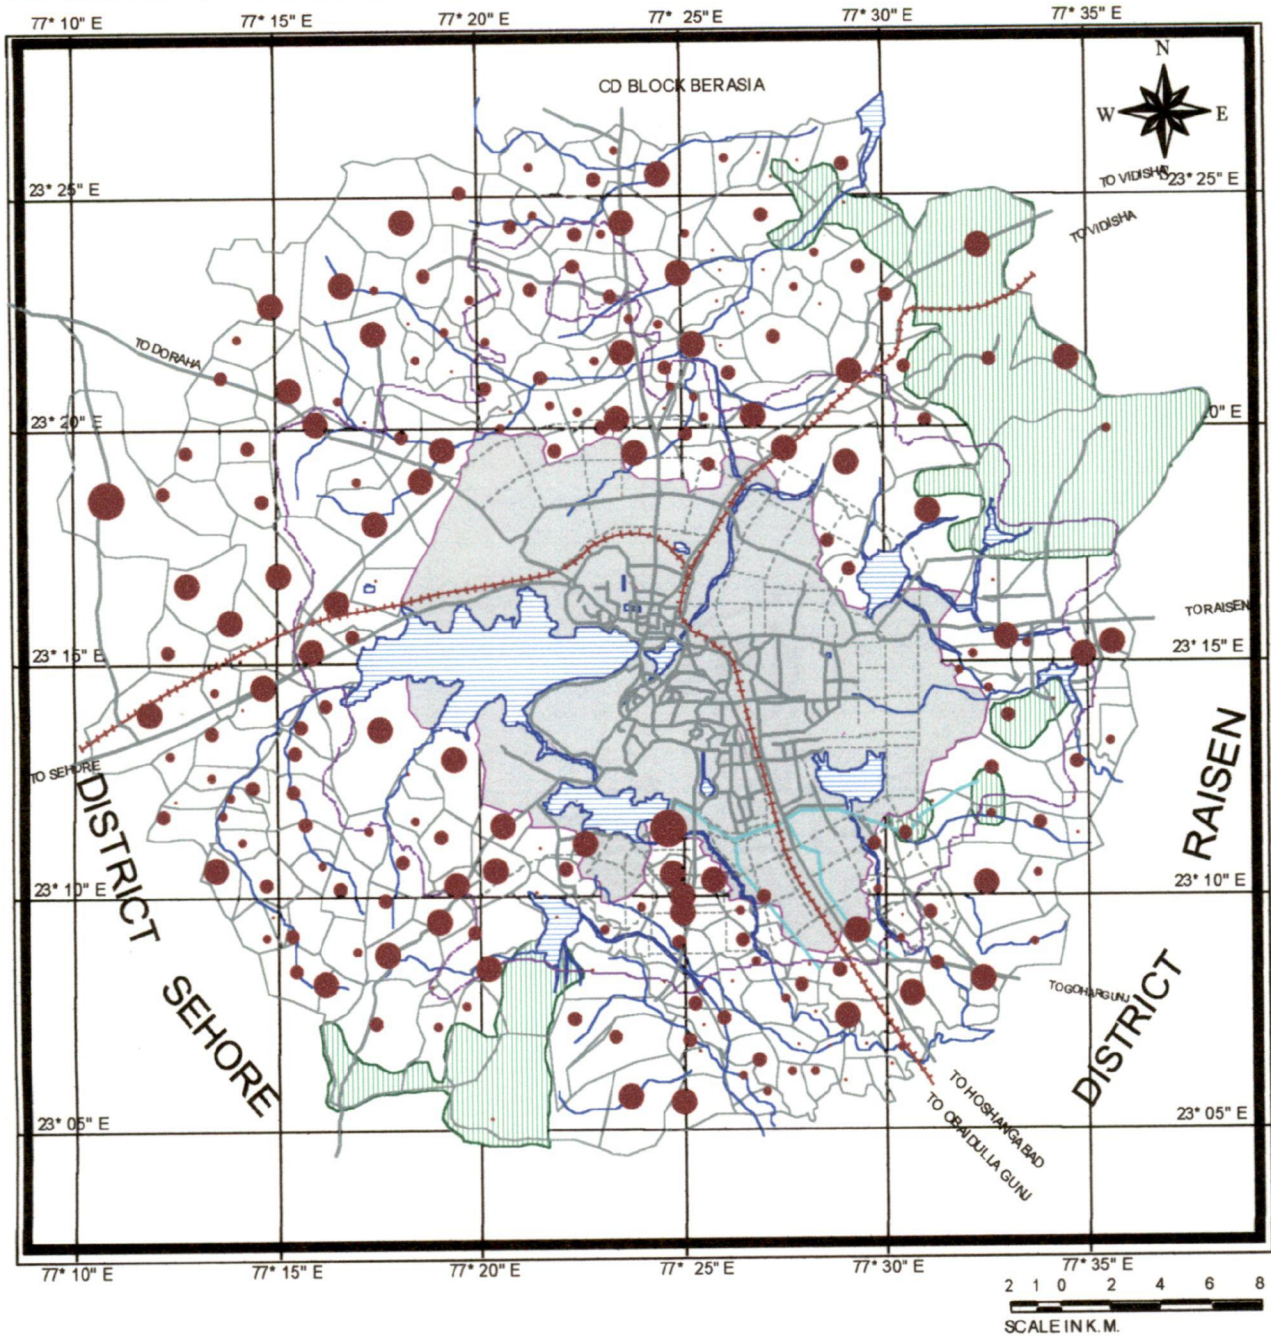 77* 10" E
77* 15" E
77* 20" E
77* 25" E
77* 30" E
77* 35" E
N
W
E
CD BLOCK BERASIA
TO VIDISHA
23* 25" E
23* 25" E
TO VIDISHA
TO DORAHA
23* 20" E
0" E
TO RAISEN
23* 15" E
23* 15" E
TO SEHORE
DISTRICT
SEHORE
RAISEN
DISTRICT
23* 10" E
23* 10" E
TO GOHARGUNJ
TO HOSHANGABAD
TO OBAIDULLA GUNJ
23* 05" E
23* 05" E
77* 10" E
77* 15" E
77* 20" E
77* 25" E
77* 30" E
77* 35" E
2 1 0 2 4 6 8
SCALE IN K. M.